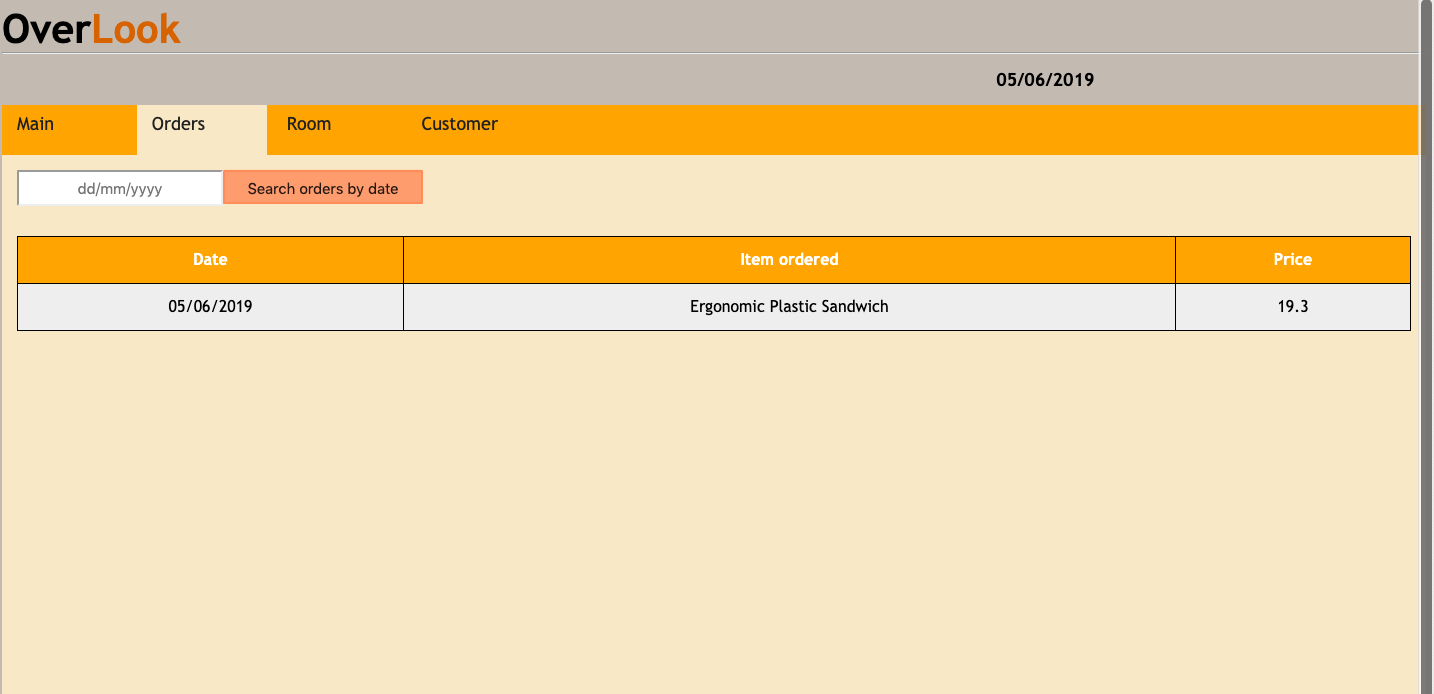 OverLook
05/06/2019
Main Orders Room Customer
dd/mm/yyyy Search orders by date
Date Item ordered Price
05/06/2019 Ergonomic Plastic Sandwich 19.3